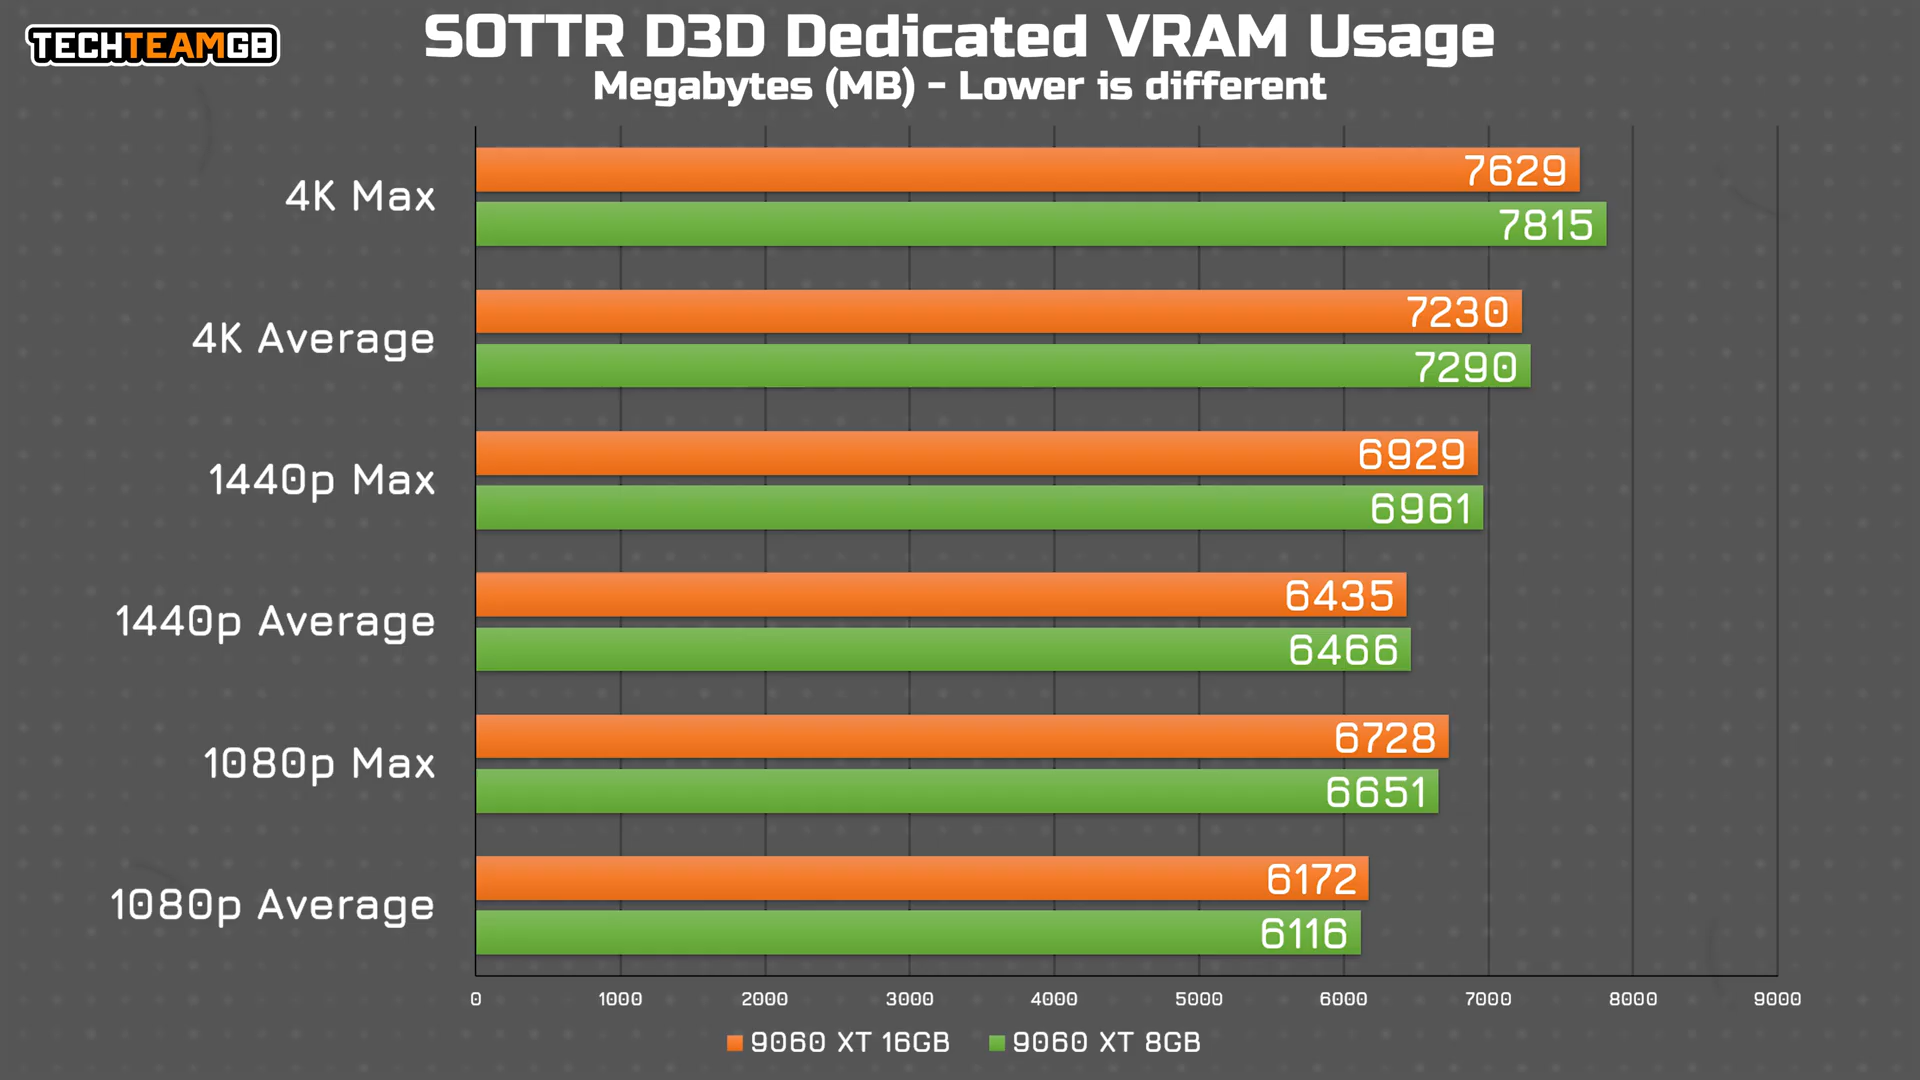 TECHTEAMGB
SOTTR D3D Dedicated VRAM Usage
Megabytes (MB) - Lower is different
4K Max
7629
7815
4K Average
7230
7290
1440p Max
6929
6961
1440p Average
6435
6466
1080p Max
6728
6651
1080p Average
6172
6116
0 1000 2000 3000 4000 5000 6000 7000 8000 9000
9060 XT 16GB 9060 XT 8GB